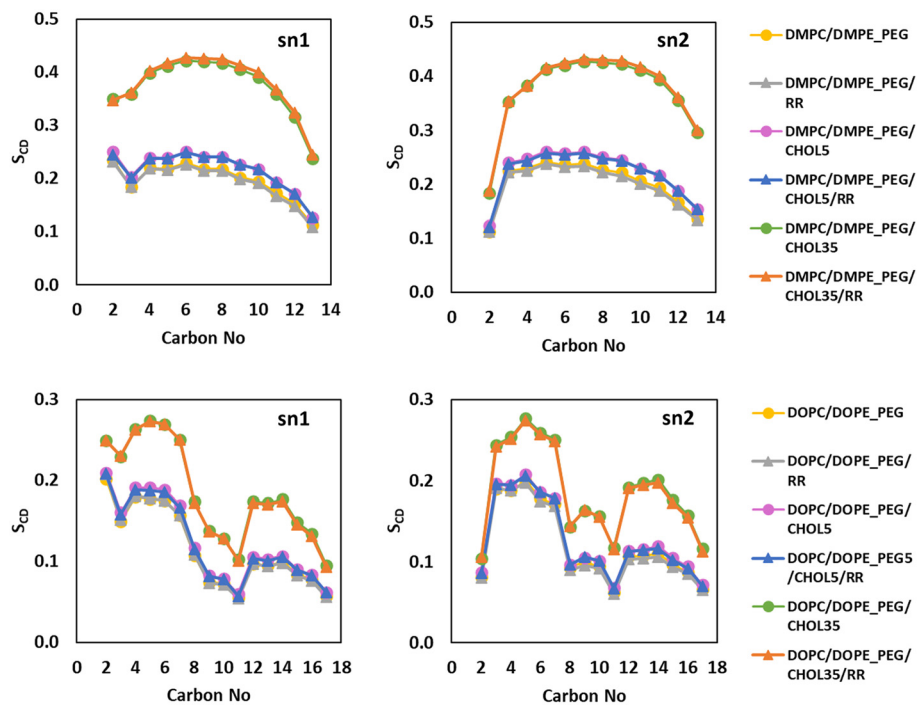 sn1
0.5
0.4
0.3
0.2
0.1
0.0
S_CD
0 2 4 6 8 10 12 14
Carbon No
sn2
0.5
0.4
0.3
0.2
0.1
0.0
0 2 4 6 8 10 12 14
Carbon No
DMPC/DMPE_PEG
DMPC/DMPE_PEG/
RR
DMPC/DMPE_PEG/
CHOL5
DMPC/DMPE_PEG/
CHOL5/RR
DMPC/DMPE_PEG/
CHOL35
DMPC/DMPE_PEG/
CHOL35/RR
sn1
0.3
0.2
0.1
0.0
S_CD
0 2 4 6 8 10 12 14 16 18
Carbon No
sn2
0.3
0.2
0.1
0.0
0 2 4 6 8 10 12 14 16 18
Carbon No
DOPC/DOPE_PEG
DOPC/DOPE_PEG/
RR
DOPC/DOPE_PEG/
CHOL5
DOPC/DOPE_PEG5
/CHOL5/RR
DOPC/DOPE_PEG/
CHOL35
DOPC/DOPE_PEG/
CHOL35/RR